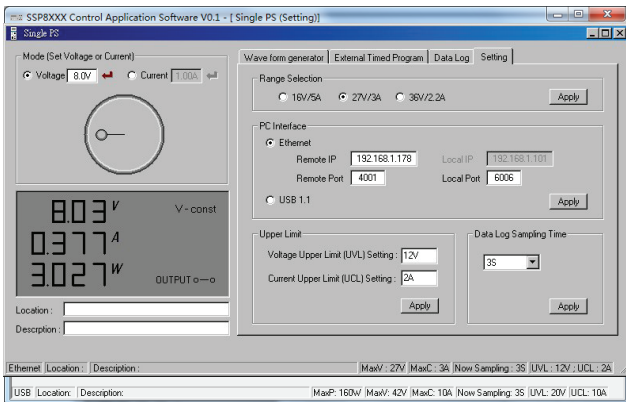 SSP8XXX Control Application Software V0.1 - [ Single PS (Setting)]
Single PS
Mode (Set Voltage or Current)
Voltage 8.0V Current 1.00A
8.03 V V-const
0.377 A
3.027 W OUTPUT
Location :
Descrption :
Wave form generator External Timed Program Data Log Setting
Range Selection
16V/5A 27V/3A 36V/2.2A Apply
PC Interface
Ethernet
Remote IP 192.168.1.178 Local IP 192.168.1.101
Remote Port 4001 Local Port 6006
USB 1.1 Apply
Upper Limit
Voltage Upper Limit (UVL) Setting : 12V
Current Upper Limit (UCL) Setting : 2A
Apply
Data Log Sampling Time
3S
Apply
Ethernet Location : Description : MaxV : 27V MaxC : 3A Now Sampling : 3S UVL : 12V ; UCL : 2A
USB Location: Description: MaxP: 160W MaxV: 42V MaxC: 10A Now Sampling: 3S UVL: 20V UCL: 10A